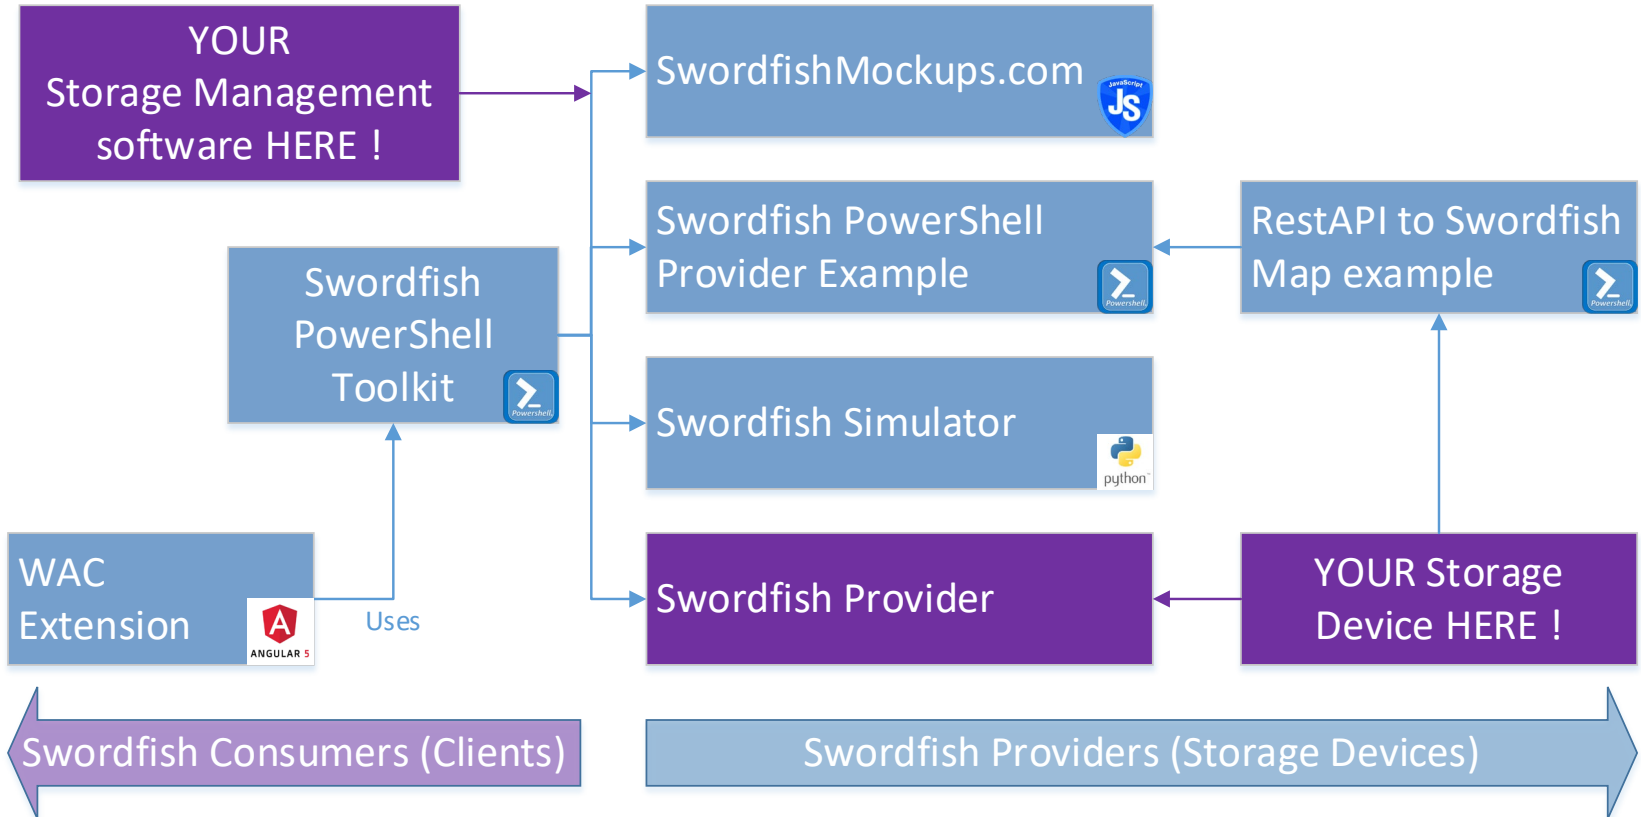 YOUR
Storage Management
software HERE !
SwordfishMockups.com
JavaScript
JS
Swordfish PowerShell
Provider Example
Powershell
RestAPI to Swordfish
Map example
Powershell
Swordfish
PowerShell
Toolkit
Powershell
Swordfish Simulator
python
WAC
Extension
A
ANGULAR 5
Uses
Swordfish Provider
YOUR Storage
Device HERE !
Swordfish Consumers (Clients)
Swordfish Providers (Storage Devices)